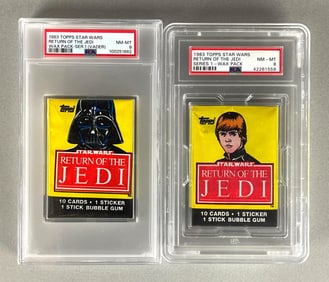 1983 TOPPS STAR WARS
RETURN OF THE JEDI
WAX PACK-SER.1 (VADER)
NM-MT
8
PSA
Topps
STAR WARS
RETURN OF THE
JEDI
10 CARDS • 1 STICKER
1 STICK BUBBLE GUM
1983 TOPPS STAR WARS
RETURN OF THE JEDI
SERIES 1 - WAX PACK
NM - MT
8
PSA
42281558
Topps
STAR WARS
RETURN OF THE
JEDI
10 CARDS • 1 STICKER
1 STICK BUBBLE GUM